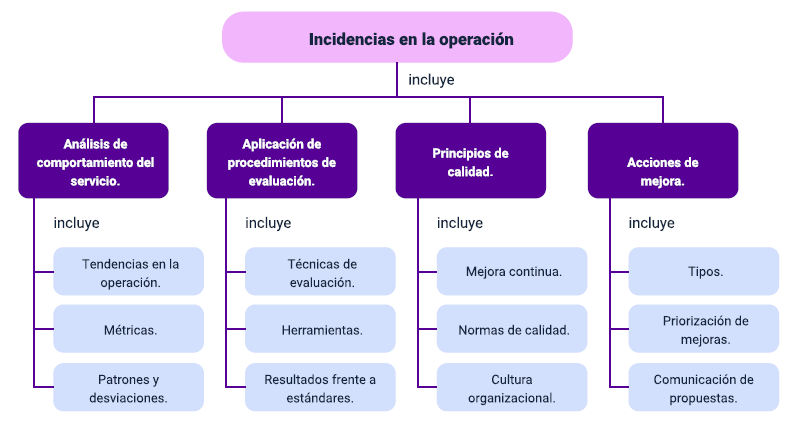 Incidencias en la operación
incluye
Análisis de
comportamiento del
servicio.
Aplicación de
procedimientos de
evaluación.
Principios de
calidad.
Acciones de
mejora.
incluye
incluye
incluye
incluye
Tendencias en la
operación.
Técnicas de
evaluación.
Mejora continua.
Tipos.
Métricas.
Herramientas.
Normas de calidad.
Priorización de
mejoras.
Patrones y
desviaciones.
Resultados frente a
estándares.
Cultura
organizacional.
Comunicación de
propuestas.